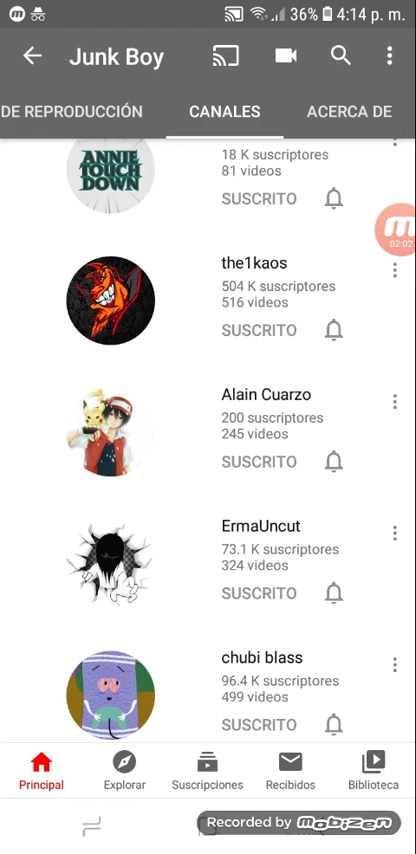 36% 4:14 p. m.
Junk Boy
DE REPRODUCCIÓN CANALES ACERCA DE
ANNIE
TOUCH
DOWN
18 K suscriptores
81 videos
SUSCRITO
02:02
the1kaos
504 K suscriptores
516 videos
SUSCRITO
Alain Cuarzo
200 suscriptores
245 videos
SUSCRITO
ErmaUncut
73.1 K suscriptores
324 videos
SUSCRITO
chubi blass
96.4 K suscriptores
499 videos
SUSCRITO
Principal Explorar Suscripciones Recibidos Biblioteca
Recorded by Mobizen